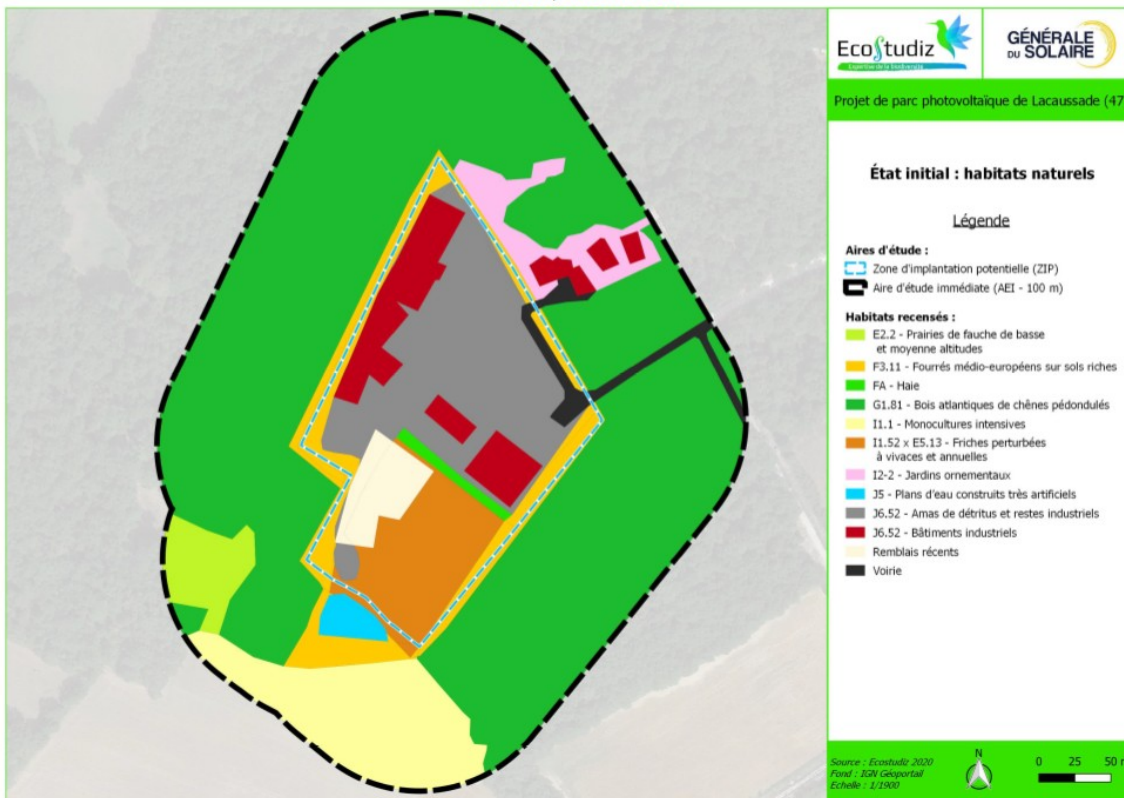 EcoStudiz
Expertise de la biodiversité
GÉNÉRALE
DU SOLAIRE
Projet de parc photovoltaïque de Lacaussade (47
État initial : habitats naturels
Légende
Aires d'étude :
Zone d'implantation potentielle (ZIP)
Aire d'étude immédiate (AEI - 100 m)
Habitats recensés :
E2.2 - Prairies de fauche de basse
et moyenne altitudes
F3.11 - Fourrés médio-européens sur sols riches
FA - Haie
G1.81 - Bois atlantiques de chênes pédondulés
I1.1 - Monocultures intensives
I1.52 x E5.13 - Friches perturbées
à vivaces et annuelles
I2-2 - Jardins ornementaux
J5 - Plans d'eau construits très artificiels
J6.52 - Amas de détritus et restes industriels
J6.52 - Bâtiments industriels
Remblais récents
Voirie
Source : Ecostudiz 2020
Fond : IGN Géoportail
Echelle : 1/1900
N
0 25 50 m